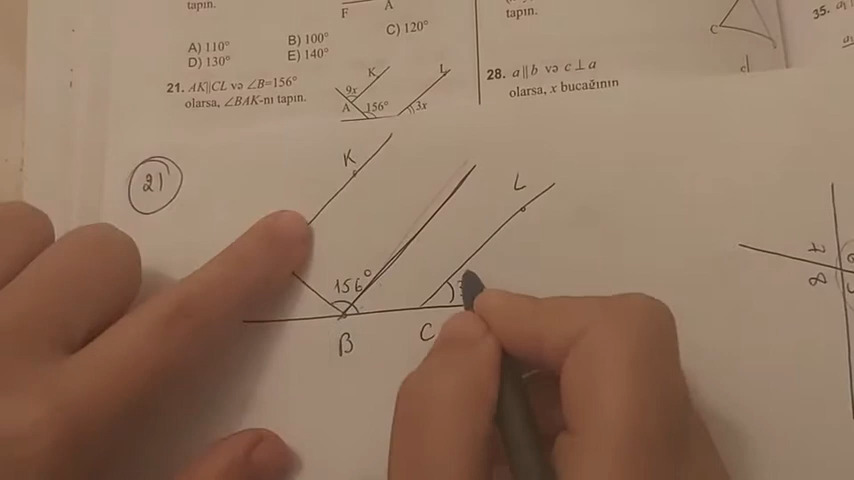 tapın.
F A
A) 110° B) 100° C) 120°
D) 130° E) 140°
21. AK||CL və ∠B=156°
olarsa, ∠BAK-nı tapın.
K
9x
L
A 156° 3x
tapın.
C
35.
28. a||b və c⊥a
olarsa, x bucağının
c
21
K
L
156°
B
C